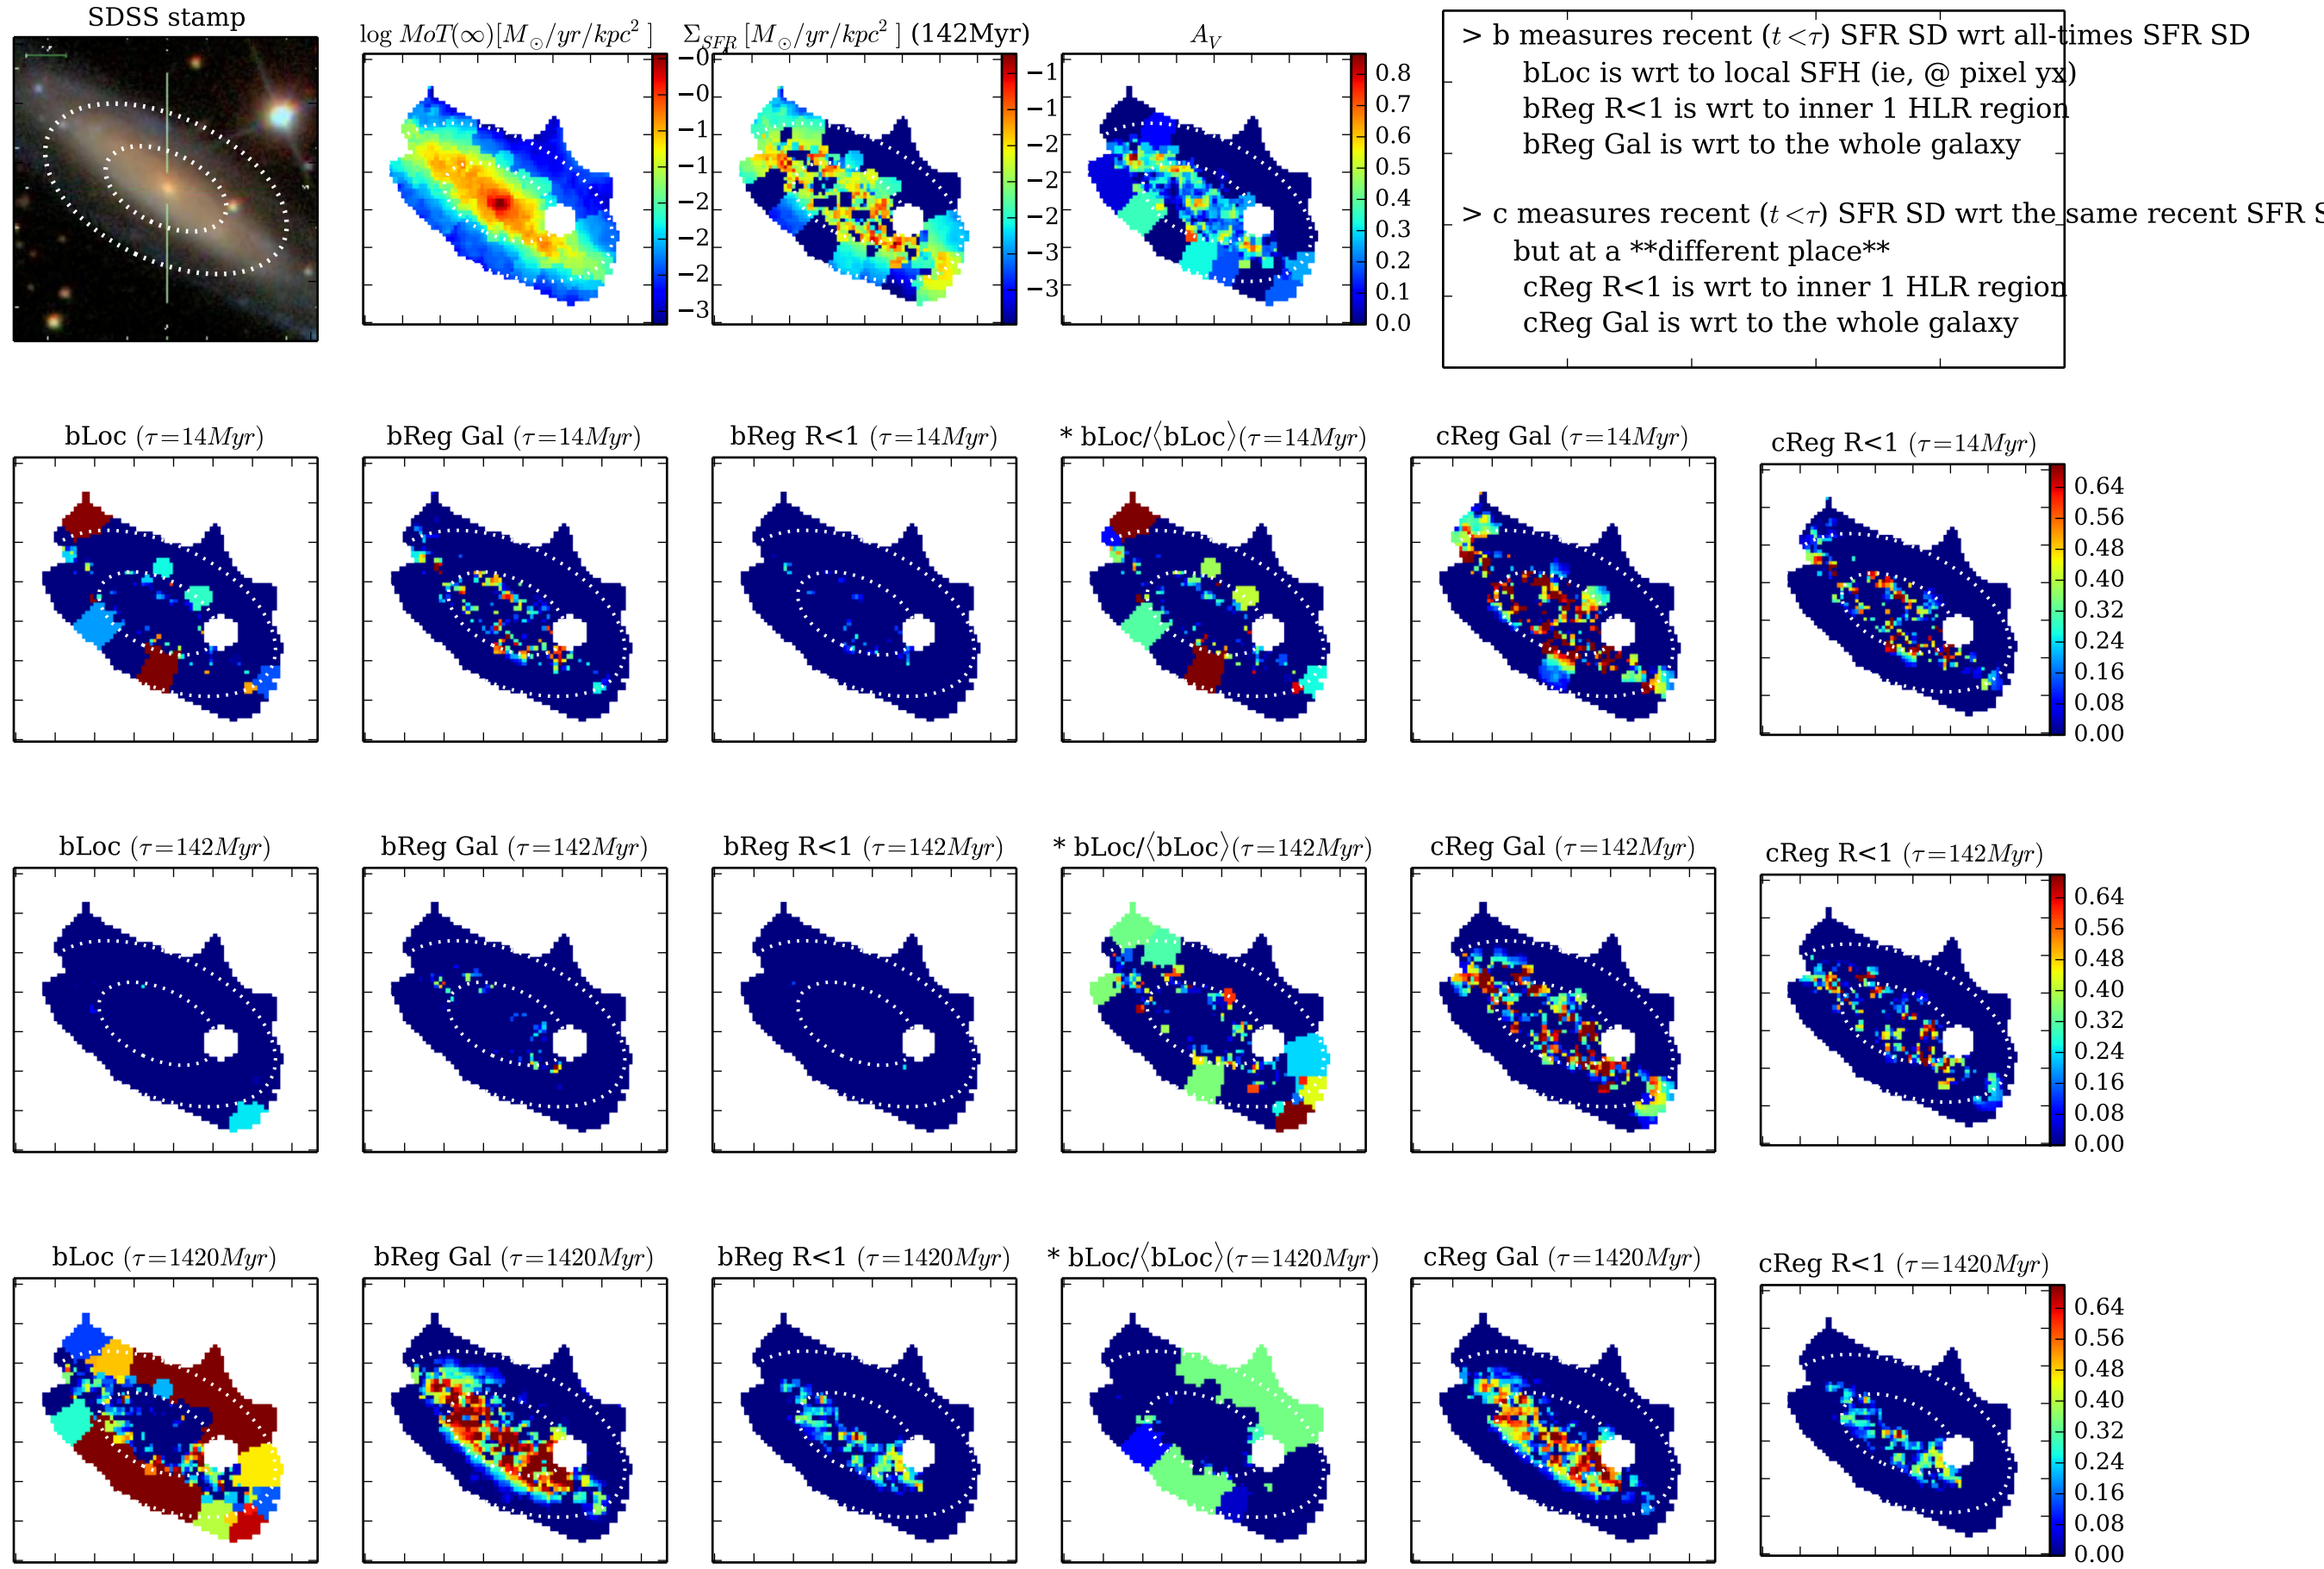 SDSS stamp
log MoT(∞)[M⊙/yr/kpc² ]
Σ_SFR [M⊙/yr/kpc² ] (142Myr)
A_V
−0
−0
−1
−1
−2
−2
−2
−3
−1
−1
−2
−2
−2
−3
−3
0.8
0.7
0.6
0.5
0.4
0.3
0.2
0.1
0.0
> b measures recent (t <τ) SFR SD wrt all-times SFR SD
bLoc is wrt to local SFH (ie, @ pixel yx)
bReg R<1 is wrt to inner 1 HLR region
bReg Gal is wrt to the whole galaxy
> c measures recent (t <τ) SFR SD wrt the same recent SFR S
but at a **different place**
cReg R<1 is wrt to inner 1 HLR region
cReg Gal is wrt to the whole galaxy
bLoc (τ=14Myr)
bReg Gal (τ=14Myr)
bReg R<1 (τ=14Myr)
* bLoc/⟨bLoc⟩(τ=14Myr)
cReg Gal (τ=14Myr)
cReg R<1 (τ=14Myr)
0.64
0.56
0.48
0.40
0.32
0.24
0.16
0.08
0.00
bLoc (τ=142Myr)
bReg Gal (τ=142Myr)
bReg R<1 (τ=142Myr)
* bLoc/⟨bLoc⟩(τ=142Myr)
cReg Gal (τ=142Myr)
cReg R<1 (τ=142Myr)
0.64
0.56
0.48
0.40
0.32
0.24
0.16
0.08
0.00
bLoc (τ=1420Myr)
bReg Gal (τ=1420Myr)
bReg R<1 (τ=1420Myr)
* bLoc/⟨bLoc⟩(τ=1420Myr)
cReg Gal (τ=1420Myr)
cReg R<1 (τ=1420Myr)
0.64
0.56
0.48
0.40
0.32
0.24
0.16
0.08
0.00